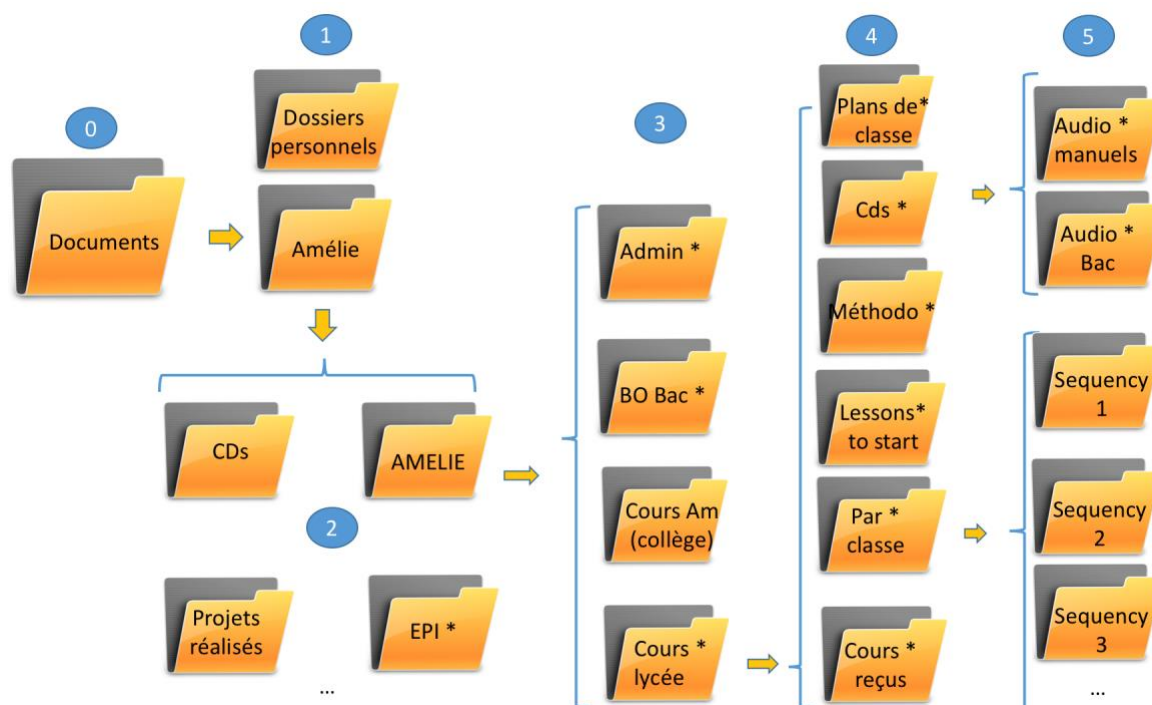 0
Documents
1
Dossiers
personnels
Amélie
CDs
AMELIE
2
Projets
réalisés
EPI *
...
3
Admin *
BO Bac *
Cours Am
(collège)
Cours *
lycée
4
Plans de*
classe
Cds *
Méthodo *
Lessons*
to start
Par *
classe
Cours *
reçus
5
Audio *
manuels
Audio *
Bac
Sequency
1
Sequency
2
Sequency
3
...